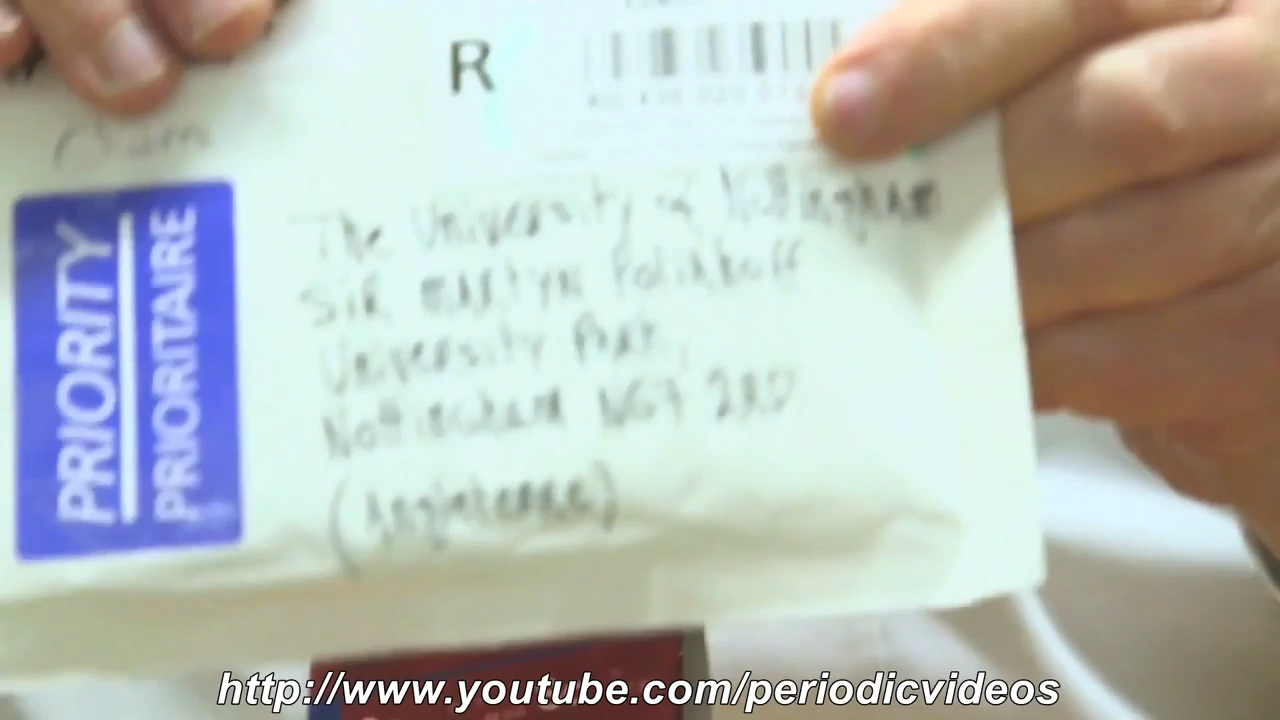 R
PRIORITY
PRIORITAIRE
The University of Nottingham
SIR MARTYN Poliakoff
University Park,
Nottingham NG7 2RD
(Angleterre)
http://www.youtube.com/periodicvideos